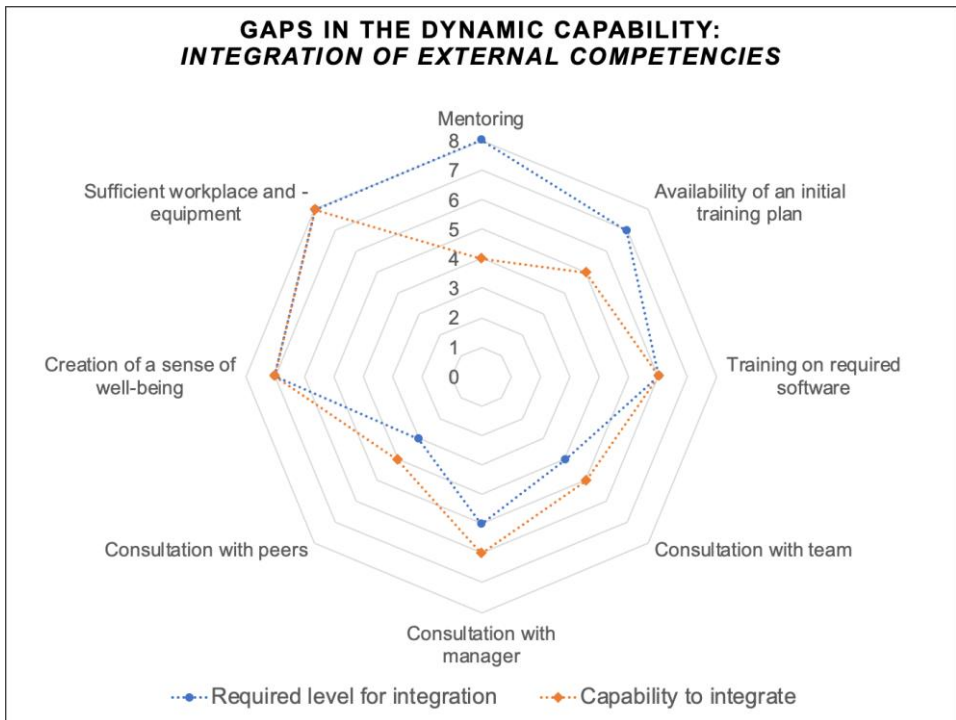 GAPS IN THE DYNAMIC CAPABILITY:
INTEGRATION OF EXTERNAL COMPETENCIES
Mentoring
8
7
6
5
4
3
2
1
0
Availability of an initial
training plan
Training on required
software
Consultation with team
Consultation with
manager
Consultation with peers
Creation of a sense of
well-being
Sufficient workplace and -
equipment
Required level for integration
Capability to integrate